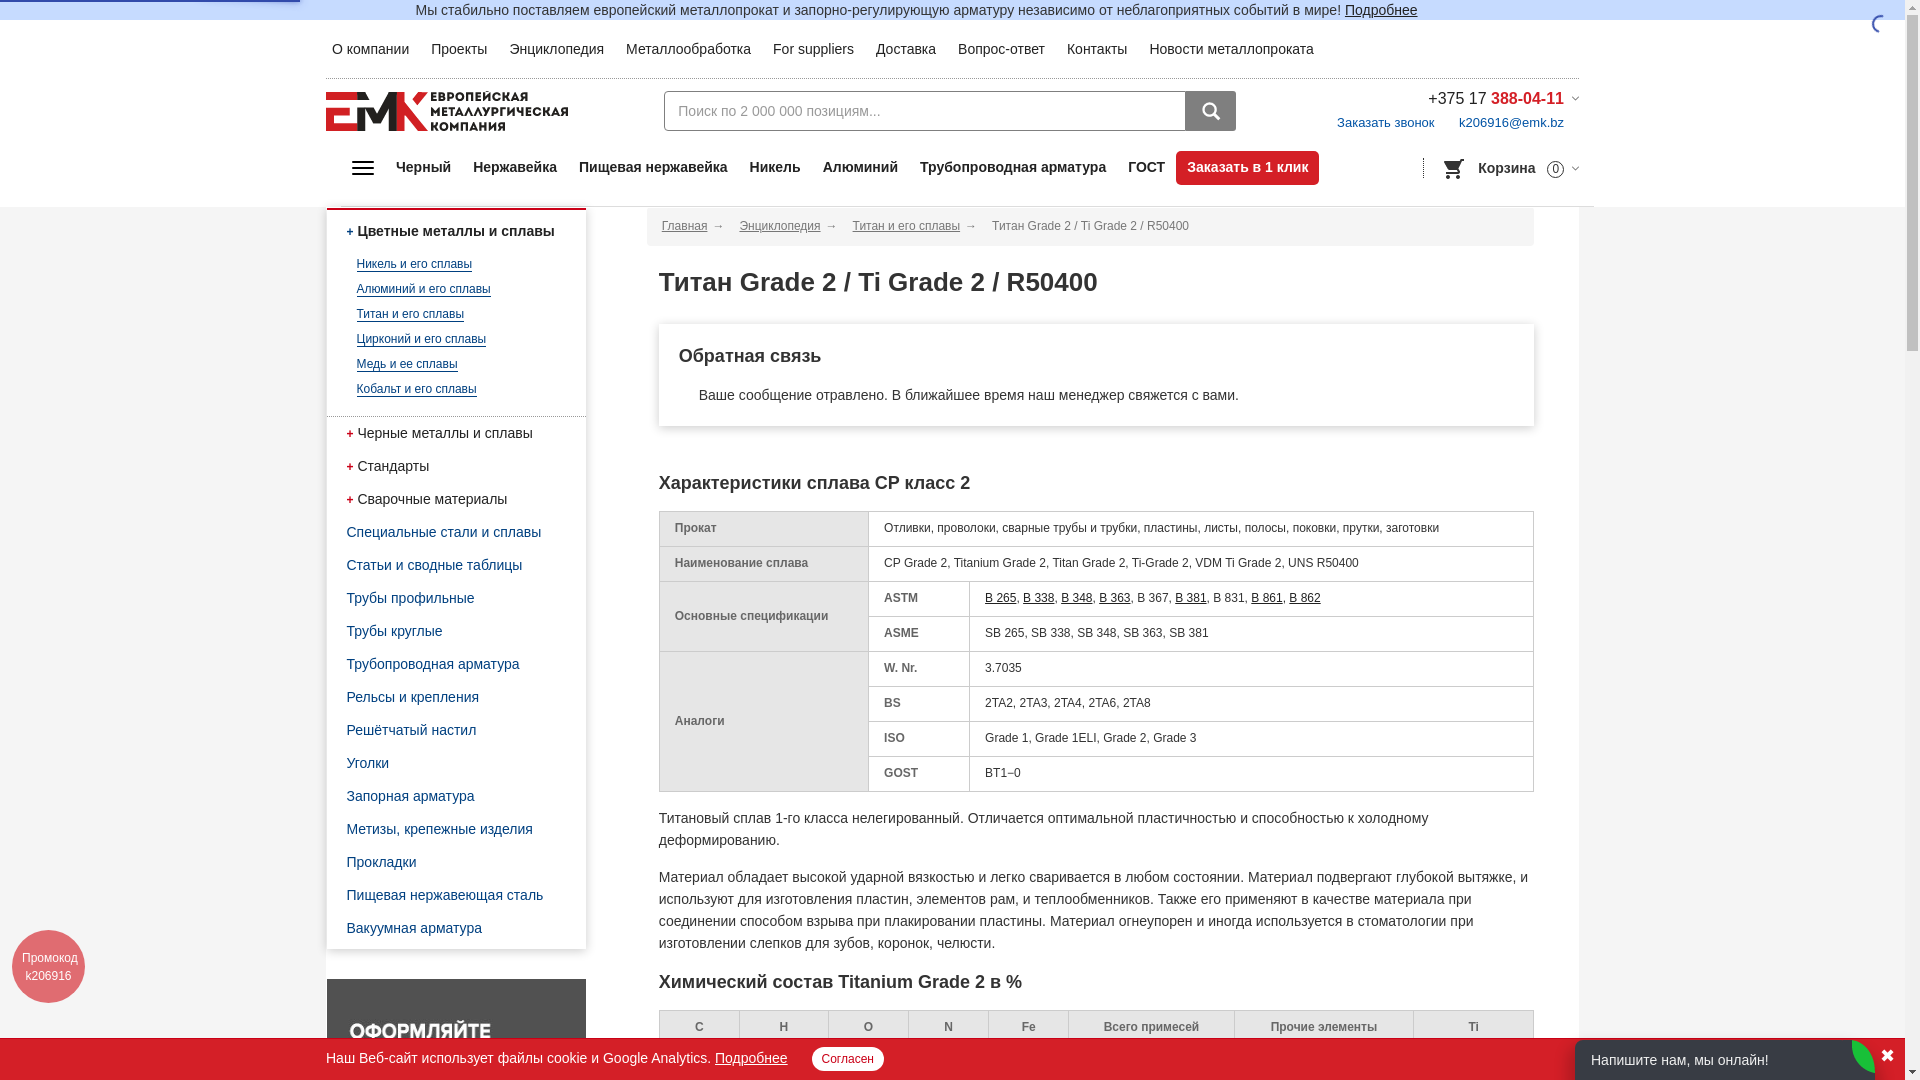 Мы стабильно поставляем европейский металлопрокат и запорно-регулирующую арматуру независимо от неблагоприятных событий в мире! Подробнее
О компании Проекты Энциклопедия Металлообработка For suppliers Доставка Вопрос-ответ Контакты Новости металлопроката
ЕМК ЕВРОПЕЙСКАЯ
МЕТАЛЛУРГИЧЕСКАЯ
КОМПАНИЯ
Поиск по 2 000 000 позициям...
+375 17 388-04-11
Заказать звонок k206916@emk.bz
Черный Нержавейка Пищевая нержавейка Никель Алюминий Трубопроводная арматура ГОСТ Заказать в 1 клик
Корзина 0
+ Цветные металлы и сплавы
Никель и его сплавы
Алюминий и его сплавы
Титан и его сплавы
Цирконий и его сплавы
Медь и ее сплавы
Кобальт и его сплавы
+ Черные металлы и сплавы
+ Стандарты
+ Сварочные материалы
Специальные стали и сплавы
Статьи и сводные таблицы
Трубы профильные
Трубы круглые
Трубопроводная арматура
Рельсы и крепления
Решётчатый настил
Уголки
Запорная арматура
Метизы, крепежные изделия
Прокладки
Пищевая нержавеющая сталь
Вакуумная арматура
ОФОРМЛЯЙТЕ
Промокод
k206916
Главная → Энциклопедия → Титан и его сплавы → Титан Grade 2 / Ti Grade 2 / R50400
Титан Grade 2 / Ti Grade 2 / R50400
Обратная связь
Ваше сообщение отравлено. В ближайшее время наш менеджер свяжется с вами.
Характеристики сплава CP класс 2
Прокат Отливки, проволоки, сварные трубы и трубки, пластины, листы, полосы, поковки, прутки, заготовки
Наименование сплава CP Grade 2, Titanium Grade 2, Titan Grade 2, Ti-Grade 2, VDM Ti Grade 2, UNS R50400
Основные спецификации
ASTM B 265, B 338, B 348, B 363, B 367, B 381, B 831, B 861, B 862
ASME SB 265, SB 338, SB 348, SB 363, SB 381
Аналоги
W. Nr. 3.7035
BS 2TA2, 2TA3, 2TA4, 2TA6, 2TA8
ISO Grade 1, Grade 1ELI, Grade 2, Grade 3
GOST ВТ1−0
Титановый сплав 1-го класса нелегированный. Отличается оптимальной пластичностью и способностью к холодному
деформированию.
Материал обладает высокой ударной вязкостью и легко сваривается в любом состоянии. Материал подвергают глубокой вытяжке, и
используют для изготовления пластин, элементов рам, и теплообменников. Также его применяют в качестве материала при
соединении способом взрыва при плакировании пластины. Материал огнеупорен и иногда используется в стоматологии при
изготовлении слепков для зубов, коронок, челюсти.
Химический состав Titanium Grade 2 в %
C H O N Fe Всего примесей Прочие элементы Ti
Наш Веб-сайт использует файлы cookie и Google Analytics. Подробнее Согласен
Напишите нам, мы онлайн!